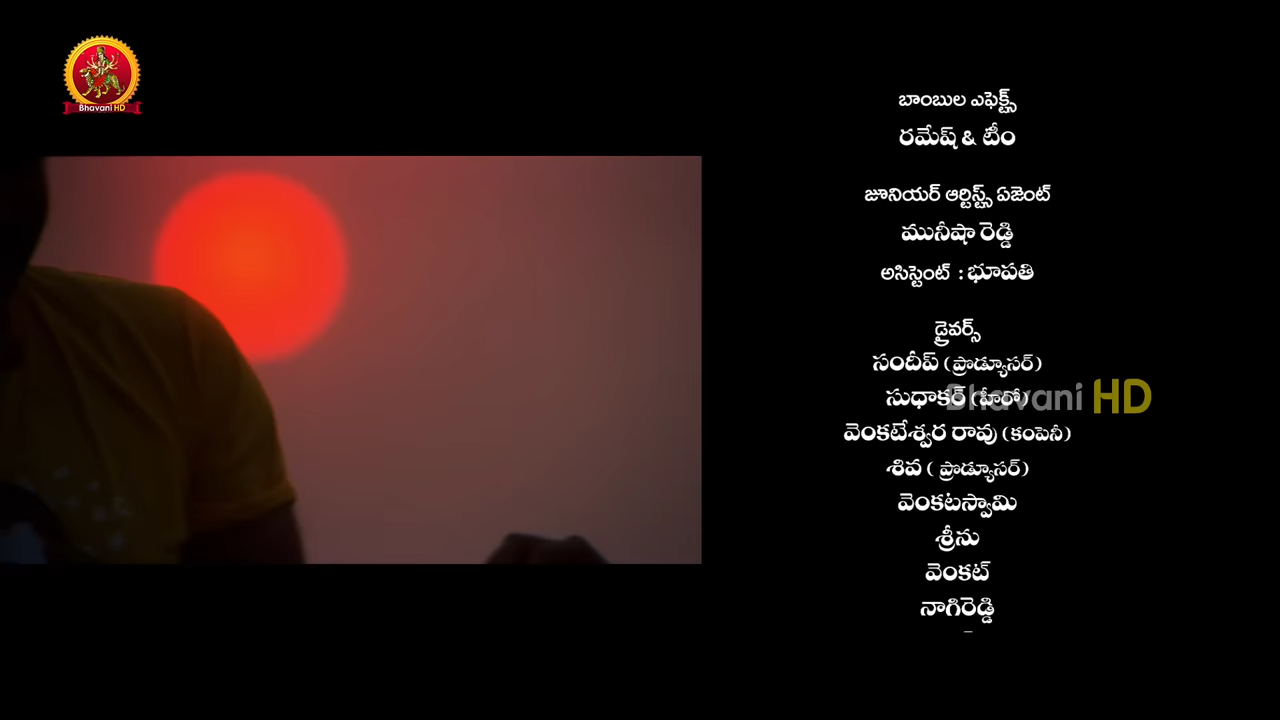 Bhavani HD
బాంబుల ఎఫెక్ట్స్
రమేష్ & టీం
జూనియర్ ఆర్టిస్ట్స్ ఏజెంట్
మునీషా రెడ్డి
అసిస్టెంట్ : భూపతి
డ్రైవర్స్
సందీప్ ( ప్రొడ్యూసర్)
సుధాకర్ (హీరో)
Bhavani HD
వెంకటేశ్వర రావు (కంపెనీ)
శివ ( ప్రొడ్యూసర్)
వెంకటస్వామి
శ్రీను
వెంకట్
నాగిరెడ్డి